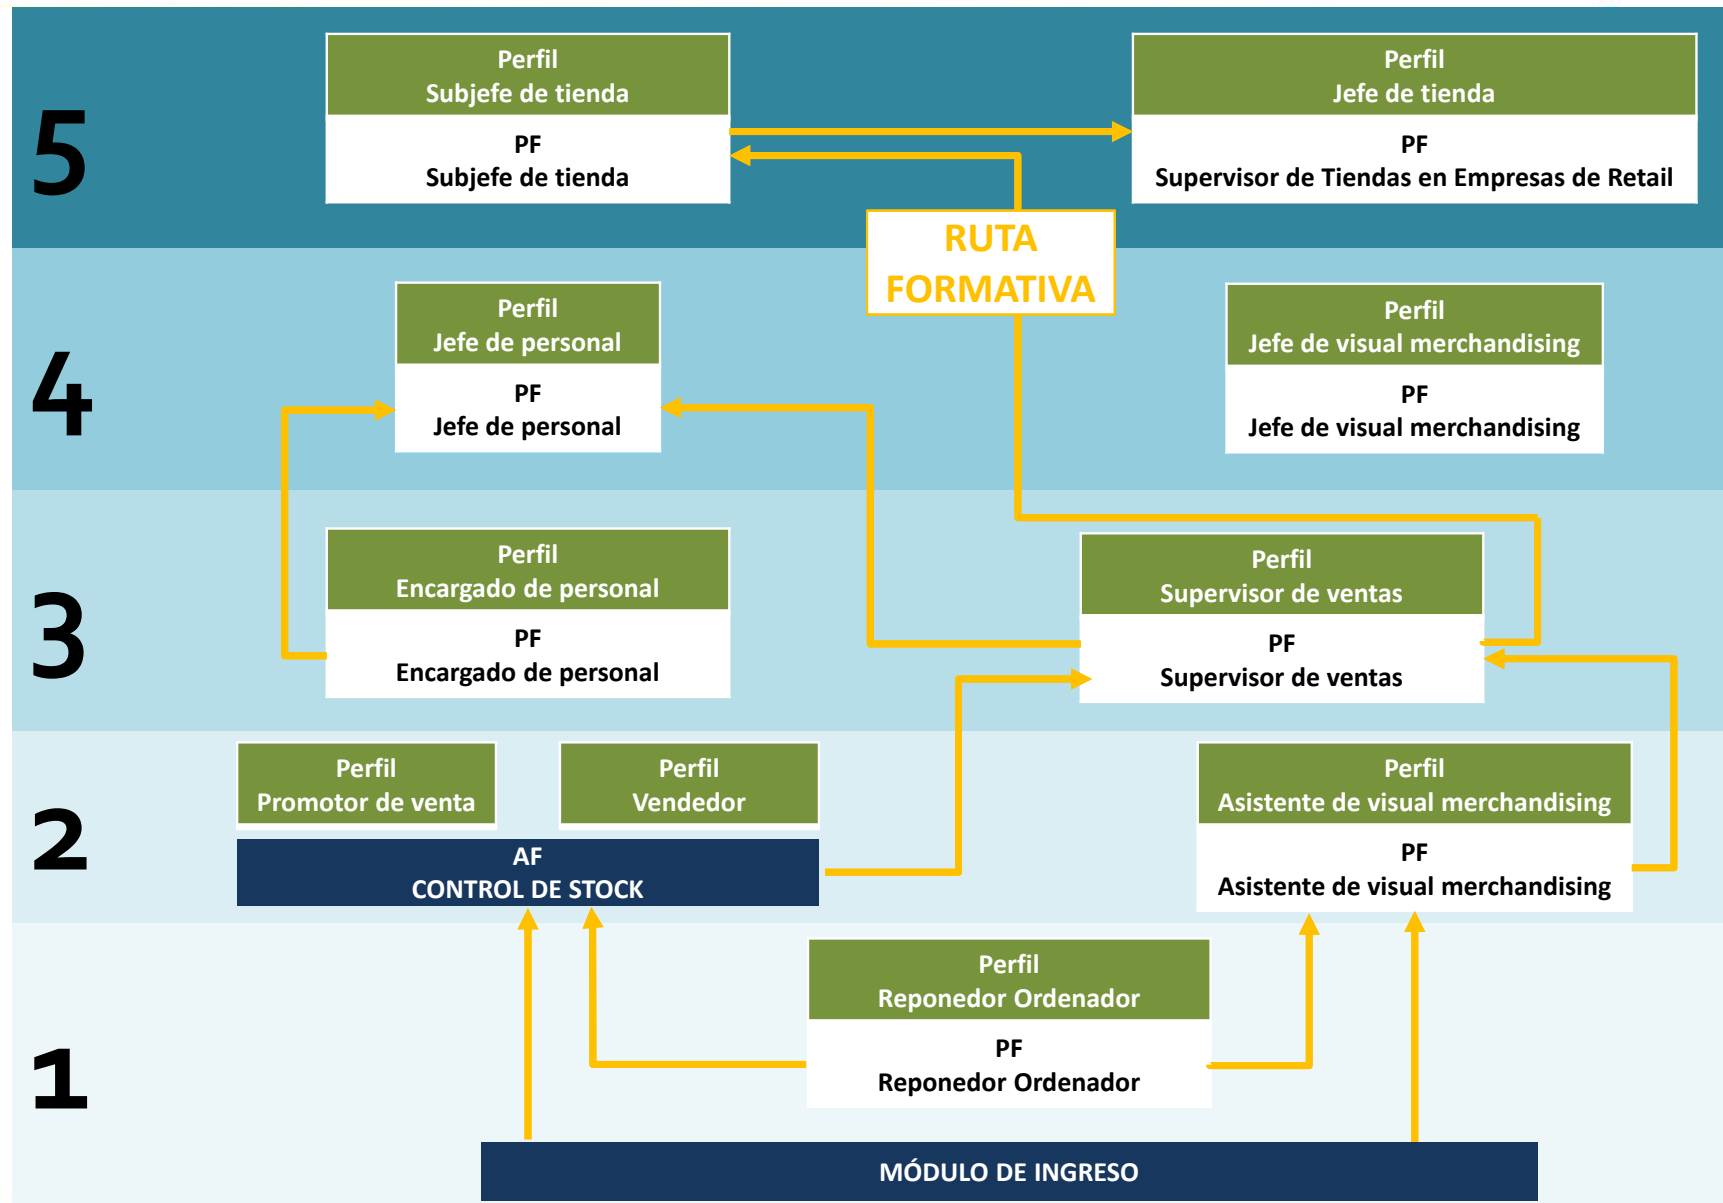 5
Perfil
Subjefe de tienda
PF
Subjefe de tienda
Perfil
Jefe de tienda
PF
Supervisor de Tiendas en Empresas de Retail
RUTA
FORMATIVA
4
Perfil
Jefe de personal
PF
Jefe de personal
Perfil
Jefe de visual merchandising
PF
Jefe de visual merchandising
3
Perfil
Encargado de personal
PF
Encargado de personal
Perfil
Supervisor de ventas
PF
Supervisor de ventas
2
Perfil
Promotor de venta
Perfil
Vendedor
AF
CONTROL DE STOCK
Perfil
Asistente de visual merchandising
PF
Asistente de visual merchandising
1
Perfil
Reponedor Ordenador
PF
Reponedor Ordenador
MÓDULO DE INGRESO